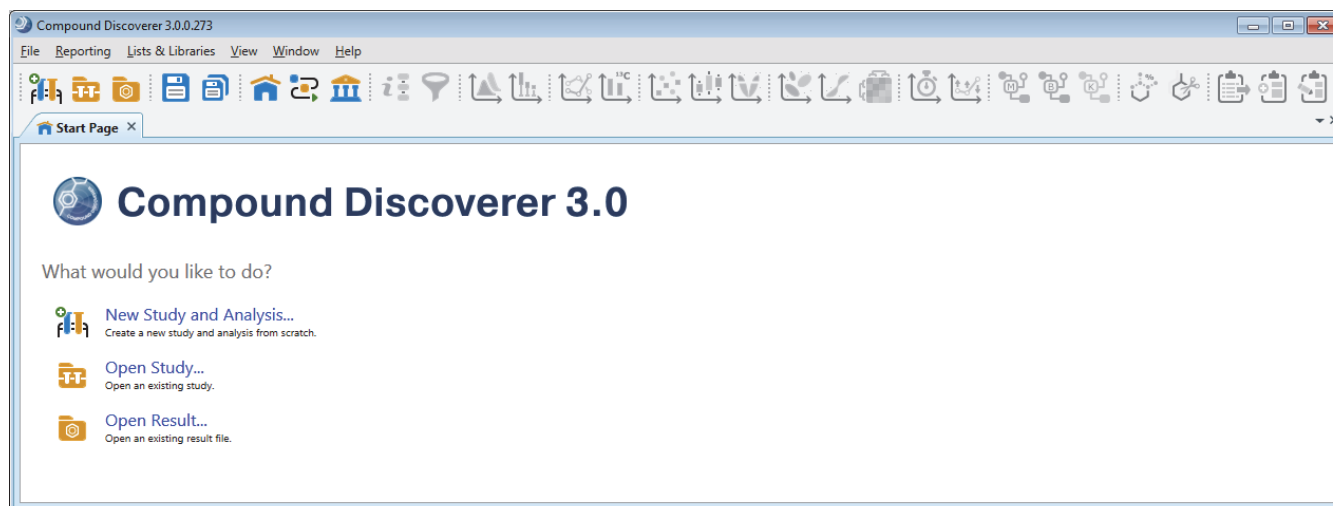 Compound Discoverer 3.0.0.273
File Reporting Lists & Libraries View Window Help
13C
M B K
Start Page
Compound Discoverer 3.0
What would you like to do?
New Study and Analysis...
Create a new study and analysis from scratch.
Open Study...
Open an existing study.
Open Result...
Open an existing result file.